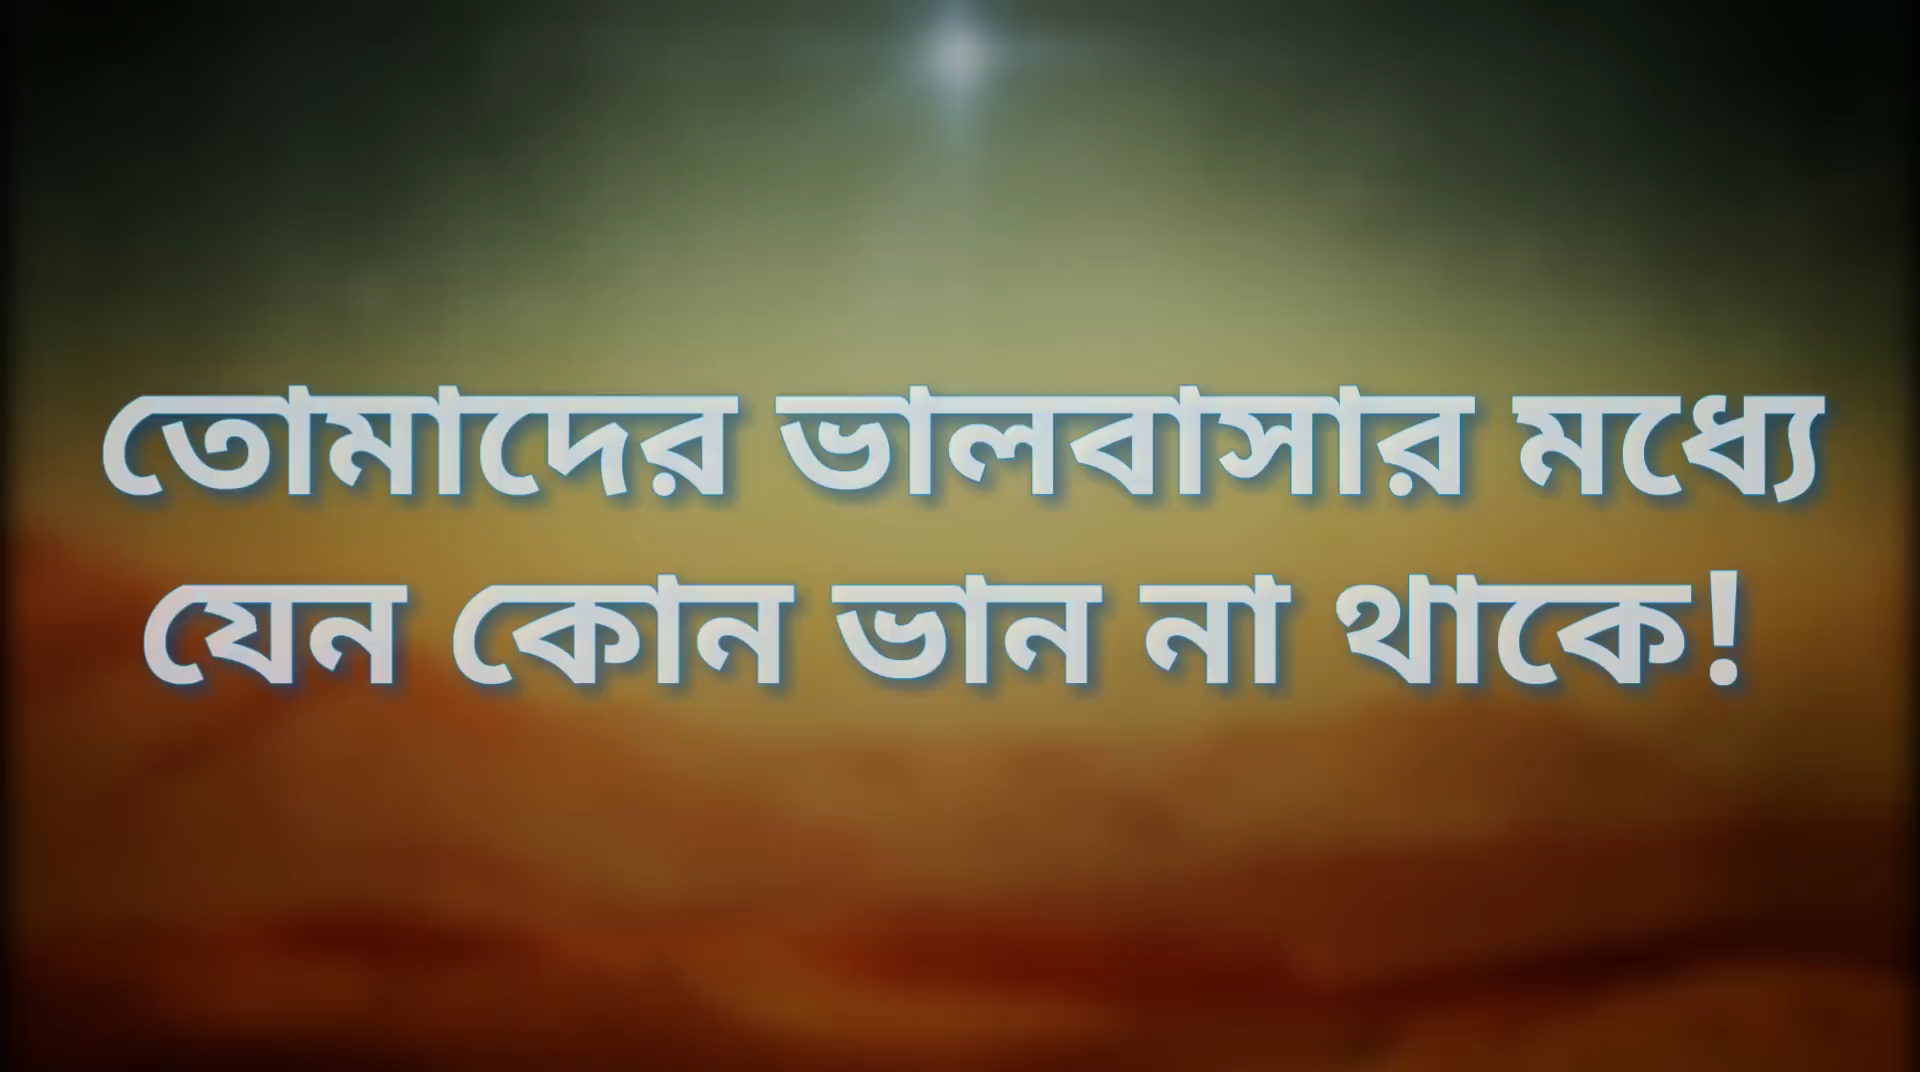 তোমাদের ভালবাসার মধ্যে
যেন কোন ভান না থাকে!